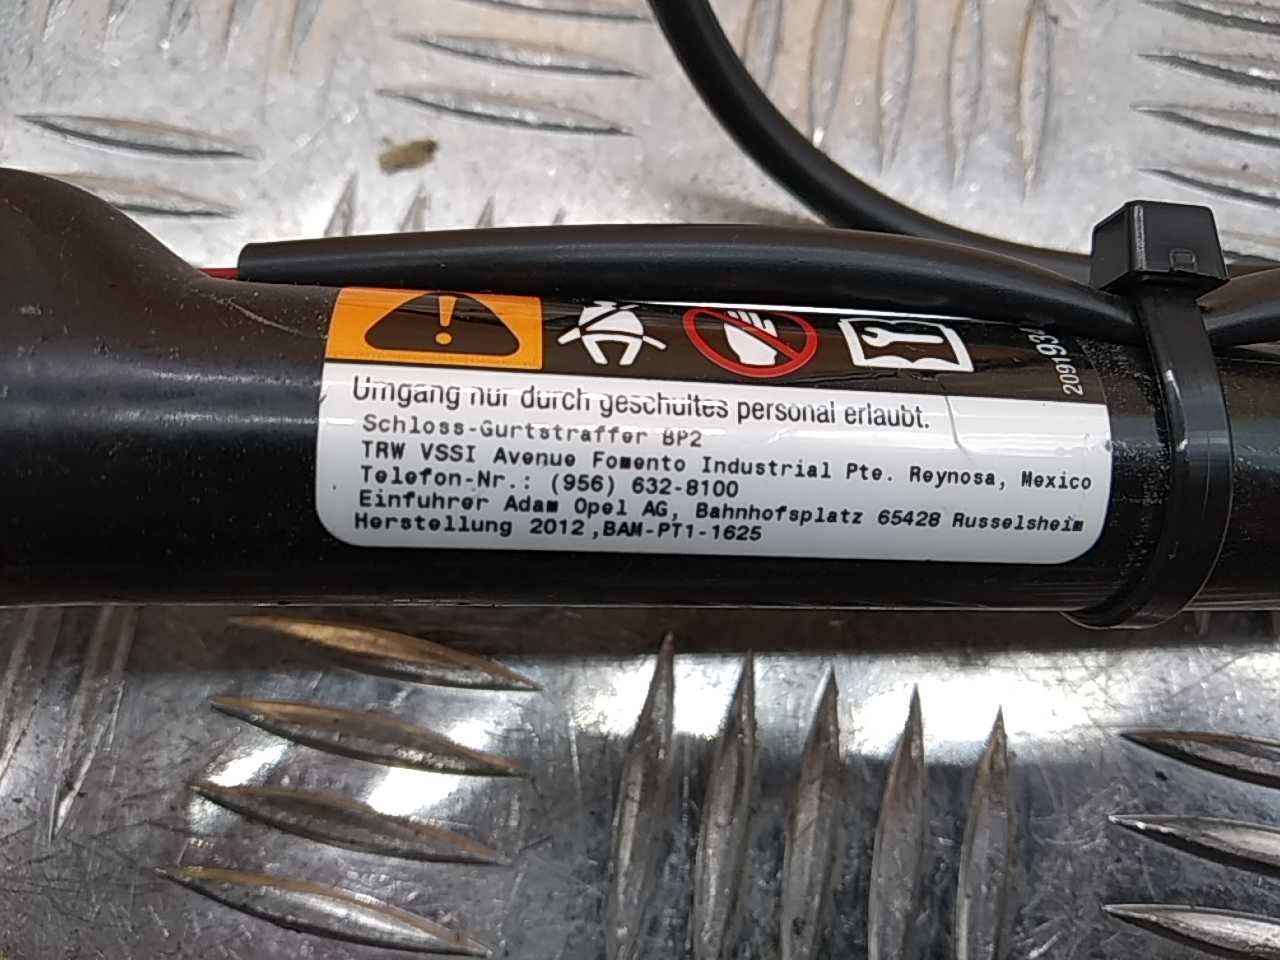 Umgang nur durch geschultes personal erlaubt.
Schloss-Gurtstraffer BP2
TRW VSSI Avenue Fomento Industrial Pte. Reynosa, Mexico
Telefon-Nr.: (956) 632-8100
Einfuhrer Adam Opel AG, Bahnhofsplatz 65428 Russelsheim
Herstellung 2012,BAM-PT1-1625